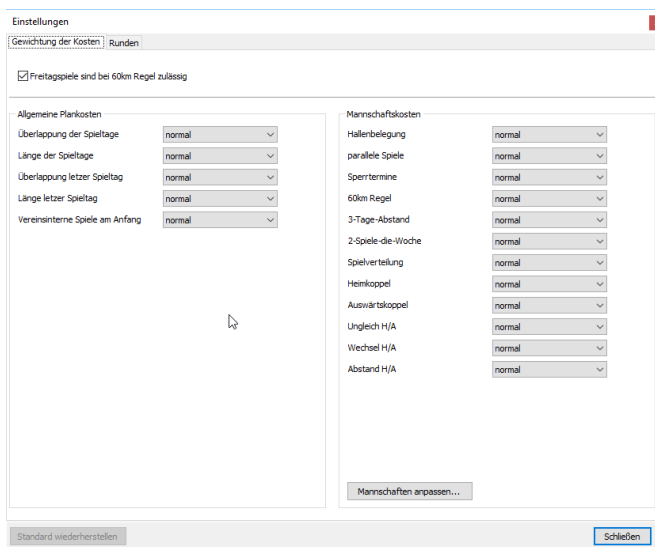 Einstellungen
Gewichtung der Kosten Runden
Freitagspiele sind bei 60km Regel zulässig
Allgemeine Plankosten
Überlappung der Spieltage normal
Länge der Spieltage normal
Überlappung letzer Spieltag normal
Länge letzer Spieltag normal
Vereinsinterne Spiele am Anfang normal
Mannschaftskosten
Hallenbelegung normal
parallele Spiele normal
Sperrtermine normal
60km Regel normal
3-Tage-Abstand normal
2-Spiele-die-Woche normal
Spielverteilung normal
Heimkoppel normal
Auswärtskoppel normal
Ungleich H/A normal
Wechsel H/A normal
Abstand H/A normal
Mannschaften anpassen...
Standard wiederherstellen Schließen